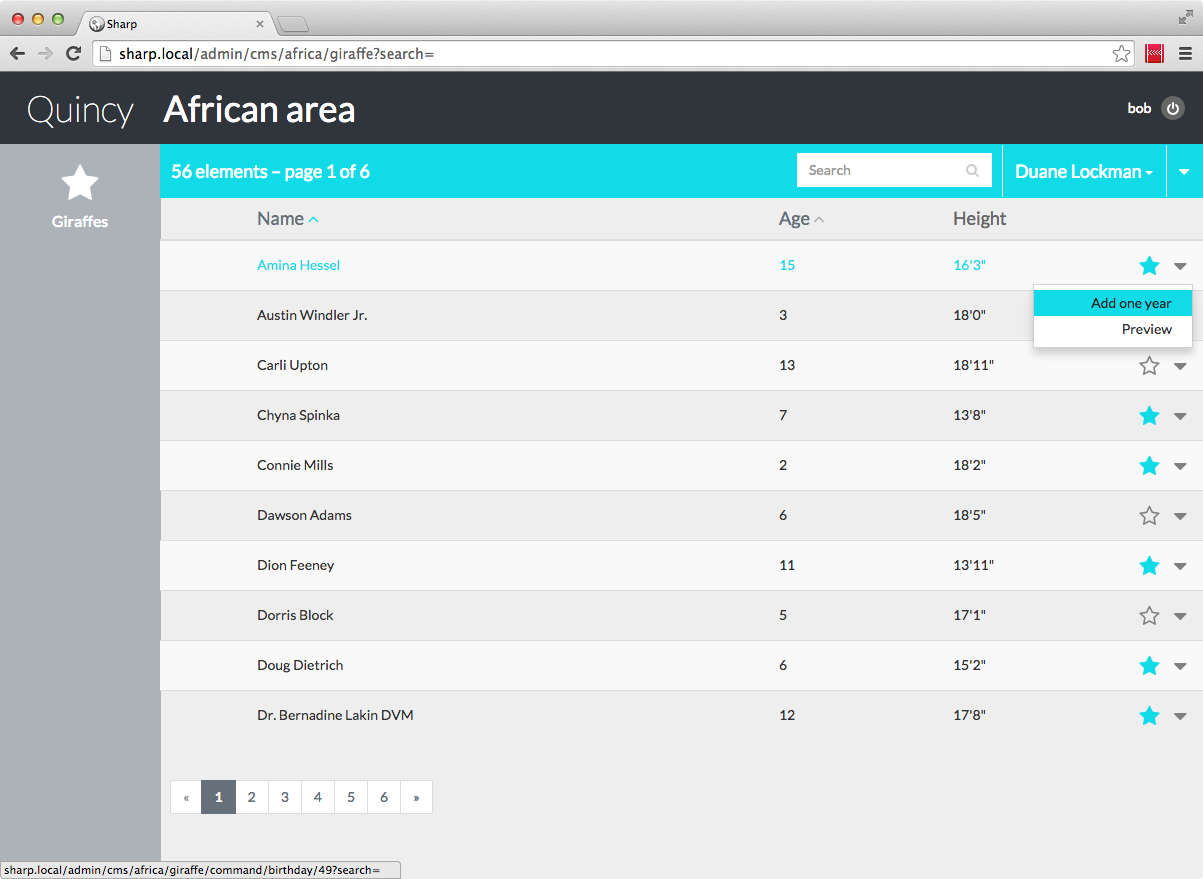 Sharp
sharp.local/admin/cms/africa/giraffe?search=
Quincy African area bob
Giraffes
56 elements – page 1 of 6 Search Duane Lockman
Name Age Height
Amina Hessel 15 16'3"
Add one year
Austin Windler Jr. 3 18'0"
Preview
Carli Upton 13 18'11"
Chyna Spinka 7 13'8"
Connie Mills 2 18'2"
Dawson Adams 6 18'5"
Dion Feeney 11 13'11"
Dorris Block 5 17'1"
Doug Dietrich 6 15'2"
Dr. Bernadine Lakin DVM 12 17'8"
« 1 2 3 4 5 6 »
sharp.local/admin/cms/africa/giraffe/command/birthday/49?search=